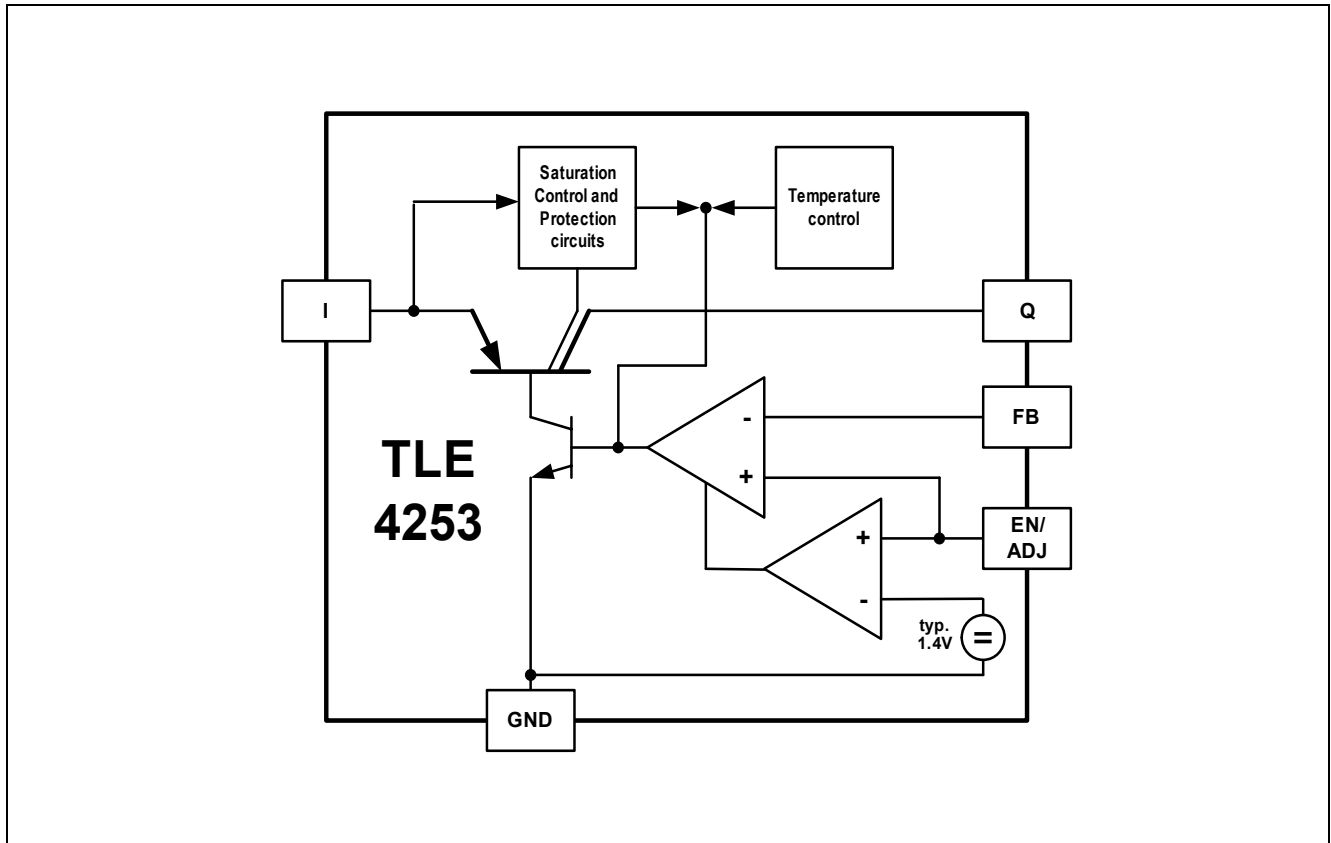 Saturation
Control and
Protection
circuits
Temperature
control
I
Q
FB
EN/
ADJ
TLE
4253
-
+
+
-
typ.
1.4V
=
GND